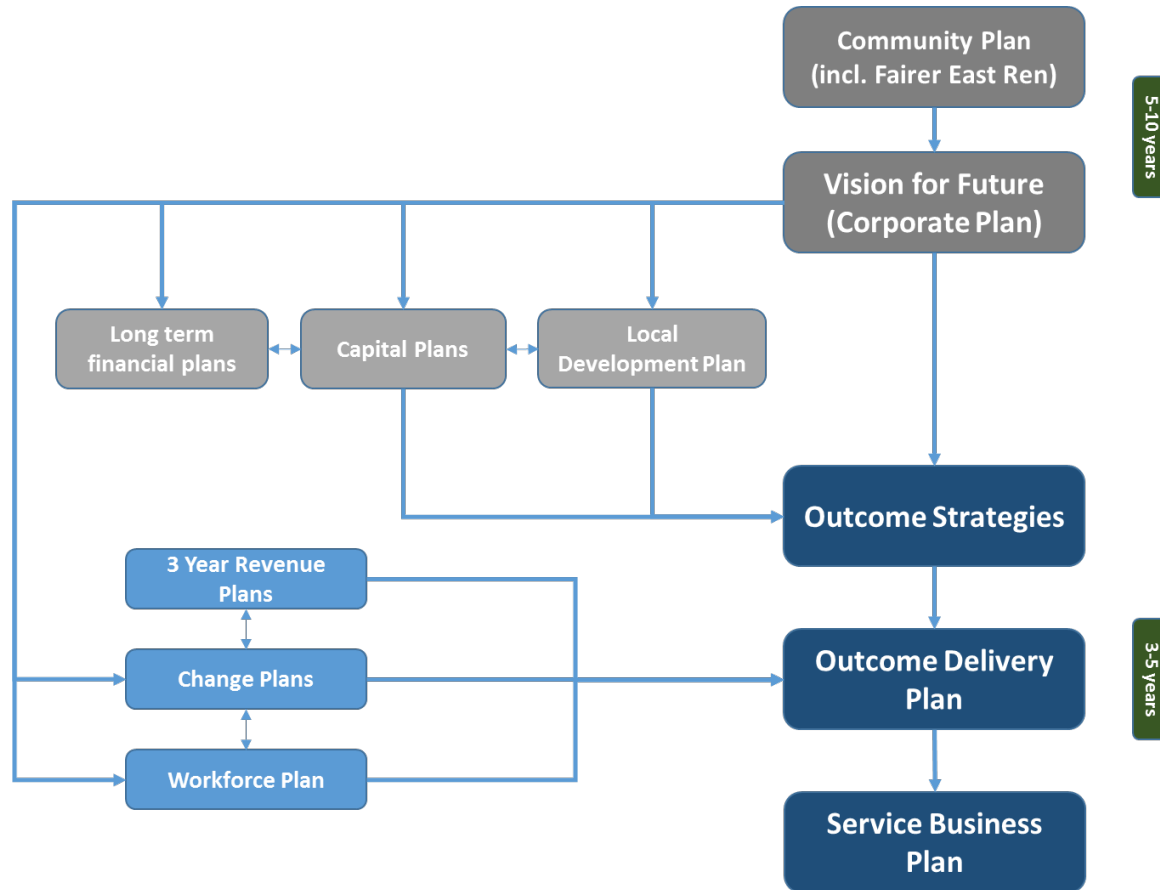 Community Plan
(incl. Fairer East Ren)
5-10 years
Vision for Future
(Corporate Plan)
Long term
financial plans
Capital Plans
Local
Development Plan
Outcome Strategies
3 Year Revenue
Plans
Change Plans
Workforce Plan
Outcome Delivery
Plan
3-5 years
Service Business
Plan